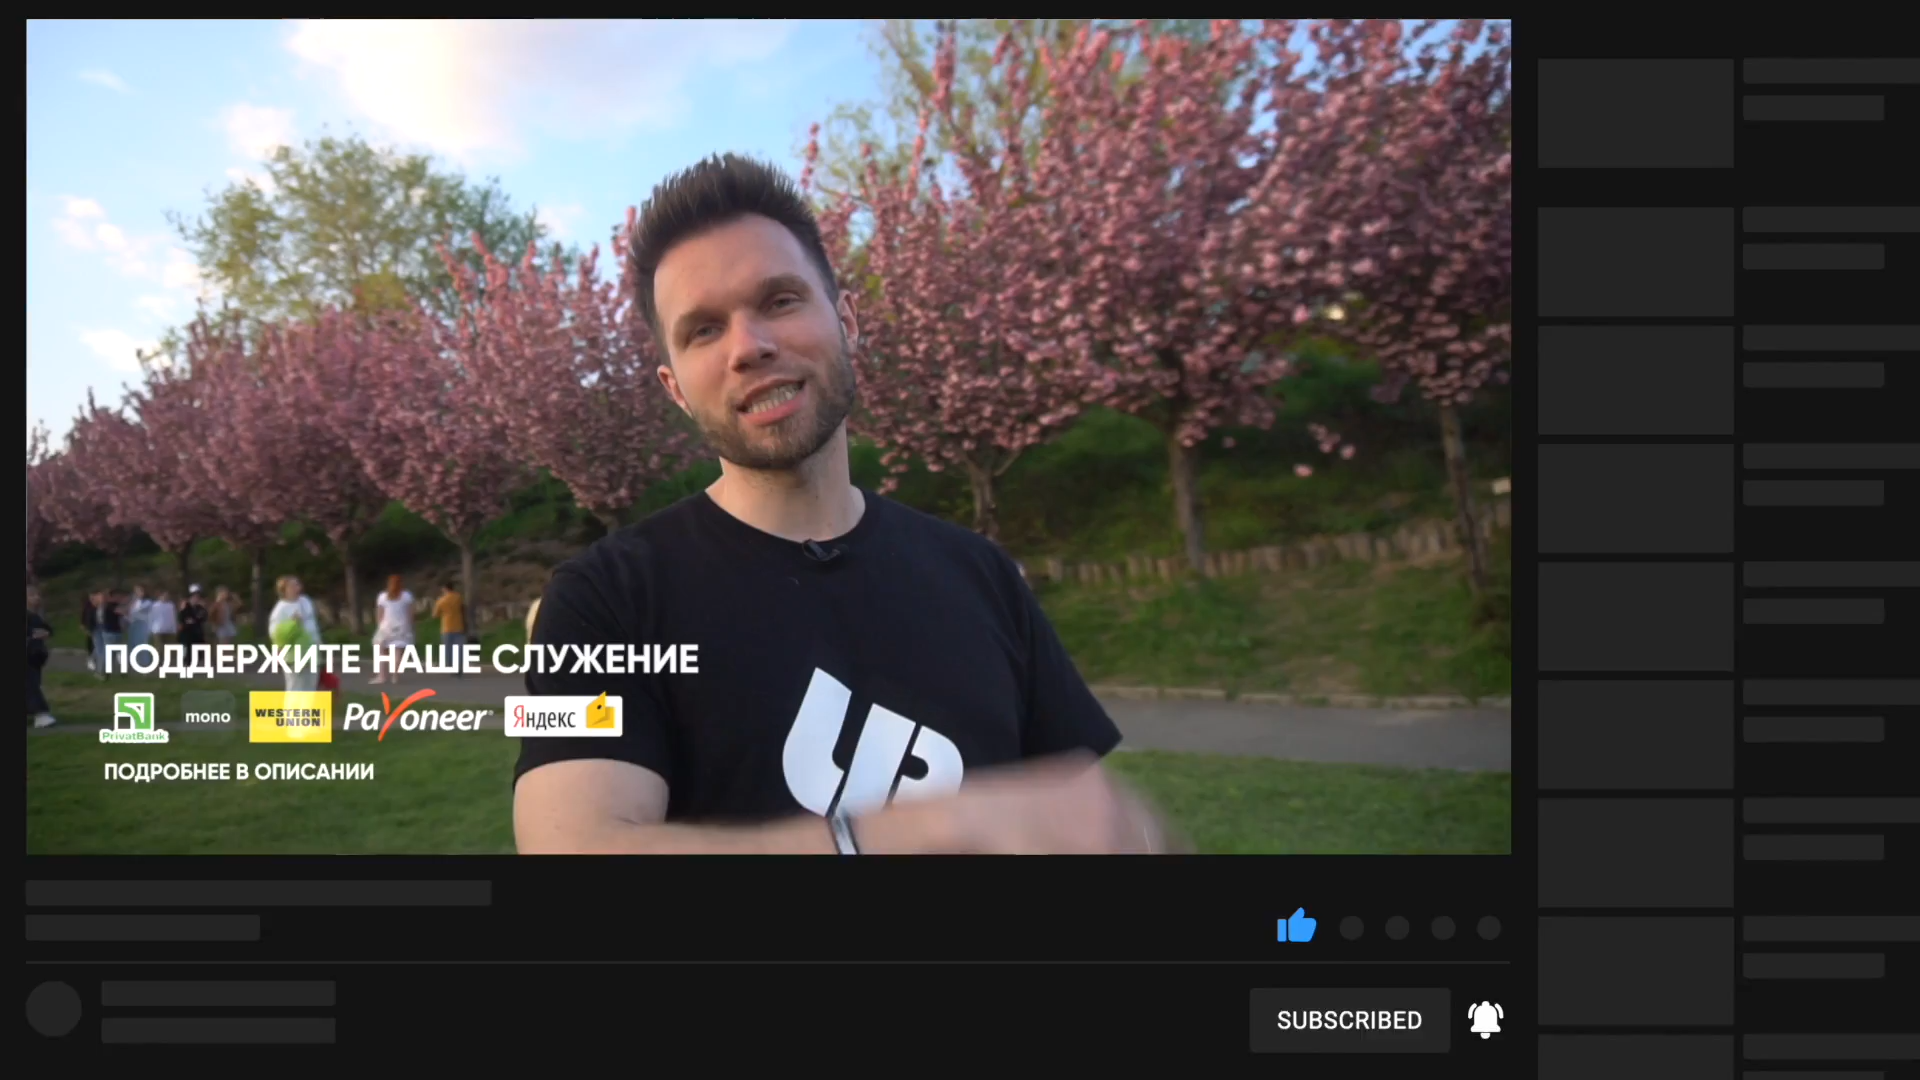 ПОДДЕРЖИТЕ НАШЕ СЛУЖЕНИЕ
PrivatBank mono WESTERN UNION Payoneer Яндекс
ПОДРОБНЕЕ В ОПИСАНИИ
SUBSCRIBED